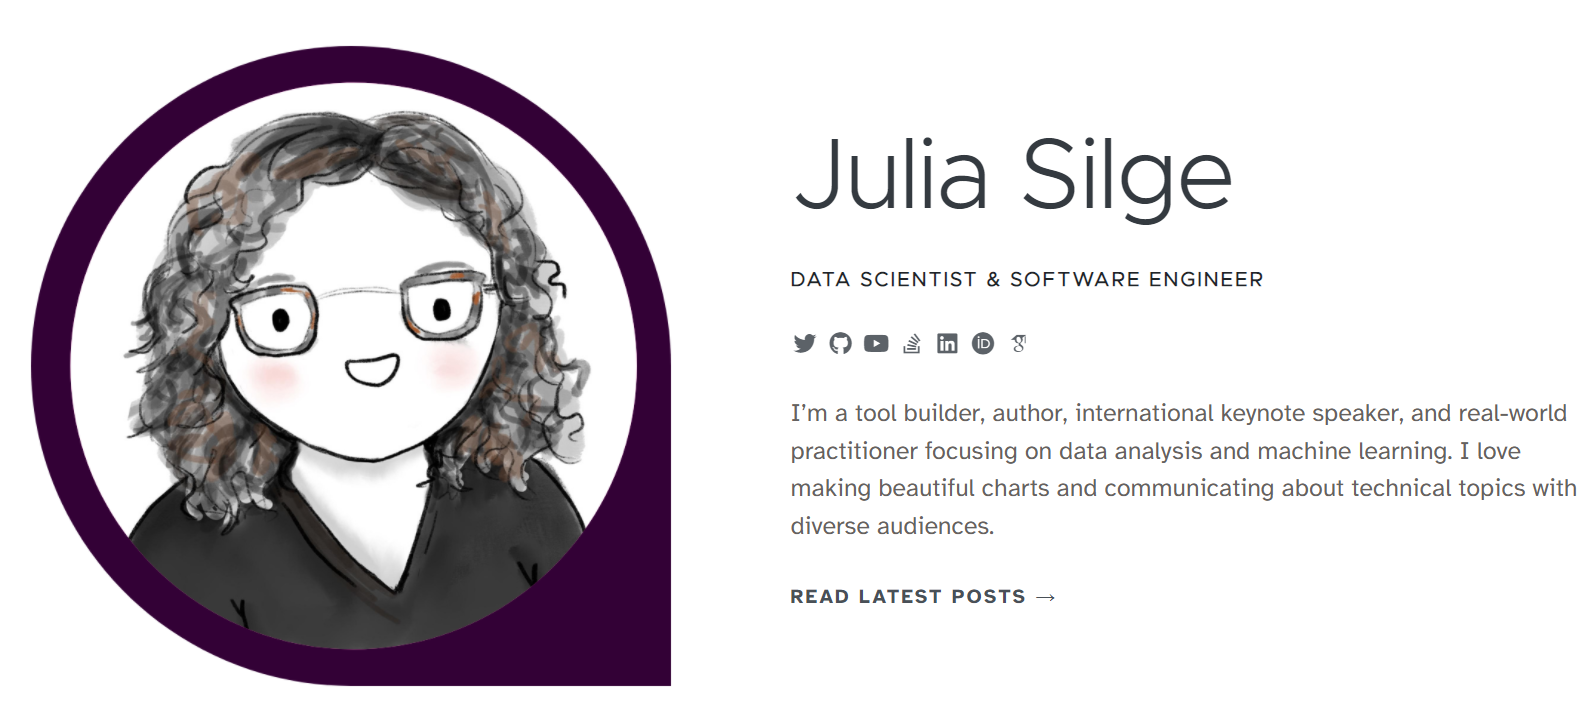 Julia Silge
DATA SCIENTIST & SOFTWARE ENGINEER
I’m a tool builder, author, international keynote speaker, and real-world
practitioner focusing on data analysis and machine learning. I love
making beautiful charts and communicating about technical topics with
diverse audiences.
READ LATEST POSTS →